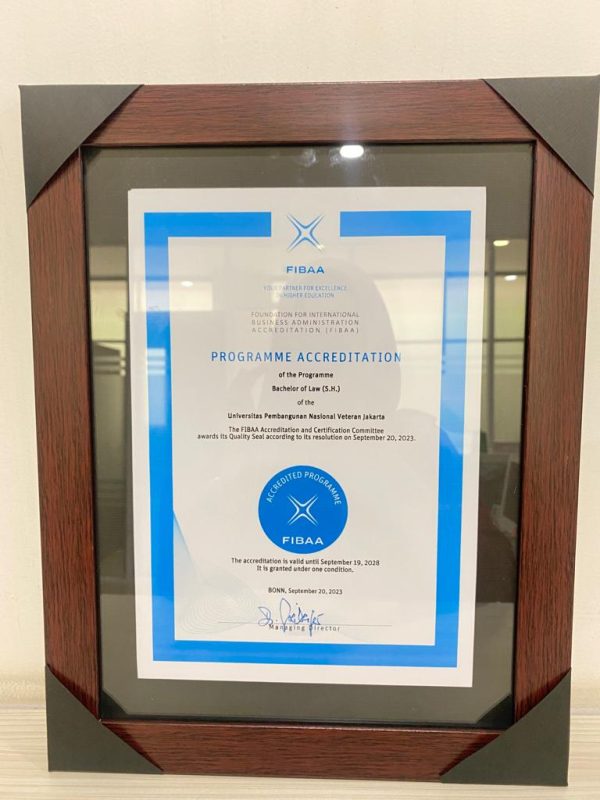 FIBAA
YOUR PARTNER FOR EXCELLENCE
IN HIGHER EDUCATION
FOUNDATION FOR INTERNATIONAL
BUSINESS ADMINISTRATION
ACCREDITATION (FIBAA)
PROGRAMME ACCREDITATION
of the Programme
Bachelor of Law (S.H.)
of the
Universitas Pembangunan Nasional Veteran Jakarta
The FIBAA Accreditation and Certification Committee
awards its Quality Seal according to its resolution on September 20, 2023.
ACCREDITED PROGRAMME
FIBAA
The accreditation is valid until September 19, 2028
It is granted under one condition.
BONN, September 20, 2023
Managing Director